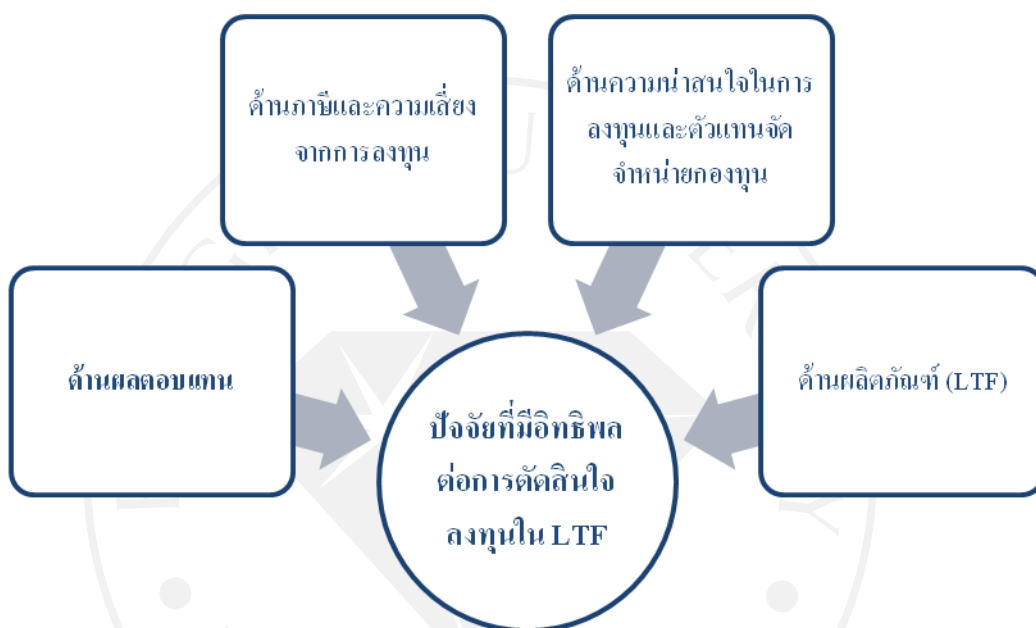 ด้านภาษีและความเสี่ยง
จากการลงทุน
ด้านความน่าสนใจในการ
ลงทุนและตัวแทนจัด
จำหน่ายกองทุน
ด้านผลตอบแทน
ด้านผลิตภัณฑ์ (LTF)
ปัจจัยที่มีอิทธิพล
ต่อการตัดสินใจ
ลงทุนใน LTF